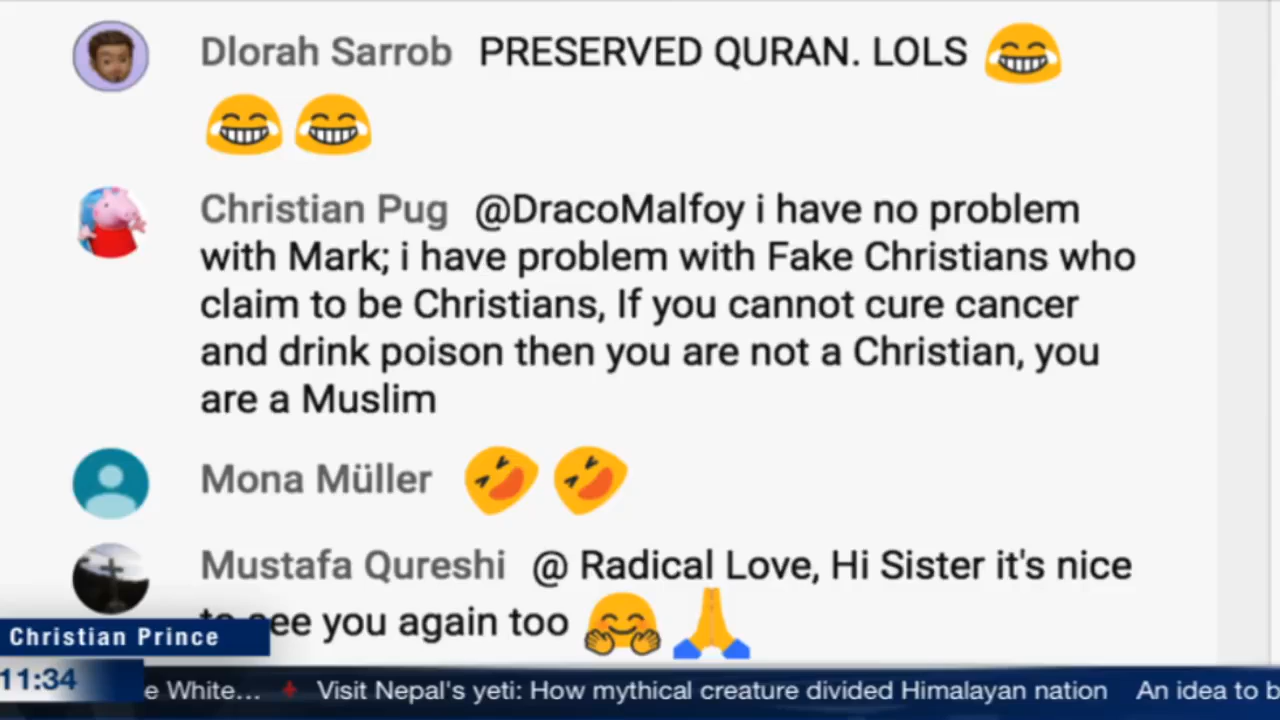 Dlorah Sarrob PRESERVED QURAN. LOLS 😂
😂😂
Christian Pug @DracoMalfoy i have no problem
with Mark; i have problem with Fake Christians who
claim to be Christians, If you cannot cure cancer
and drink poison then you are not a Christian, you
are a Muslim
Mona Müller 🤣🤣
Mustafa Qureshi @ Radical Love, Hi Sister it's nice
to see you again too 🤗🙏
Christian Prince
11:34
e White... Visit Nepal's yeti: How mythical creature divided Himalayan nation An idea to b